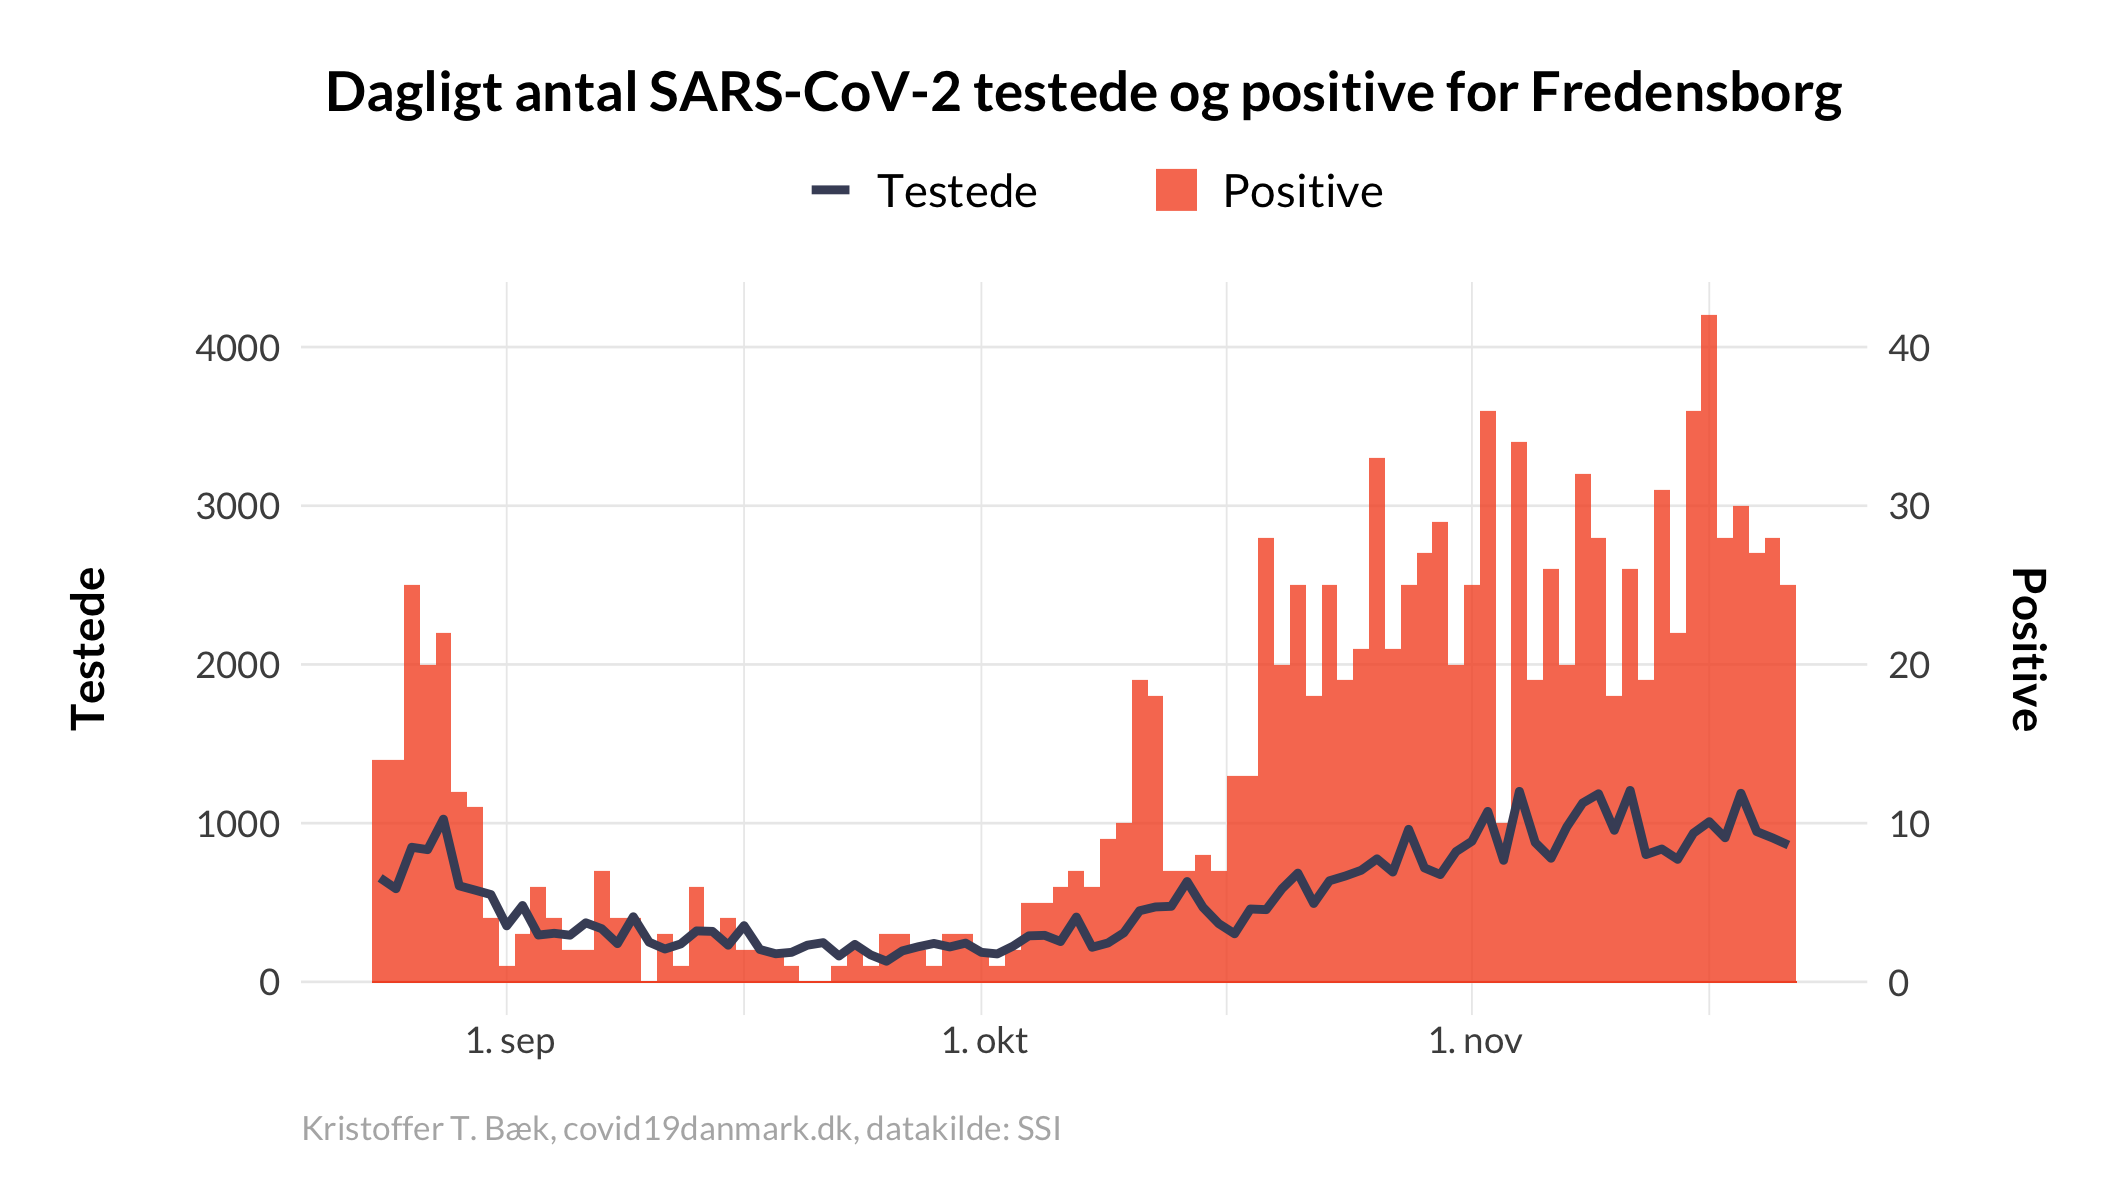 Dagligt antal SARS-CoV-2 testede og positive for Fredensborg
Testede Positive
4000 40
3000 30
2000 20
1000 10
0 0
Testede
Positive
1. sep 1. okt 1. nov
Kristoffer T. Bæk, covid19danmark.dk, datakilde: SSI